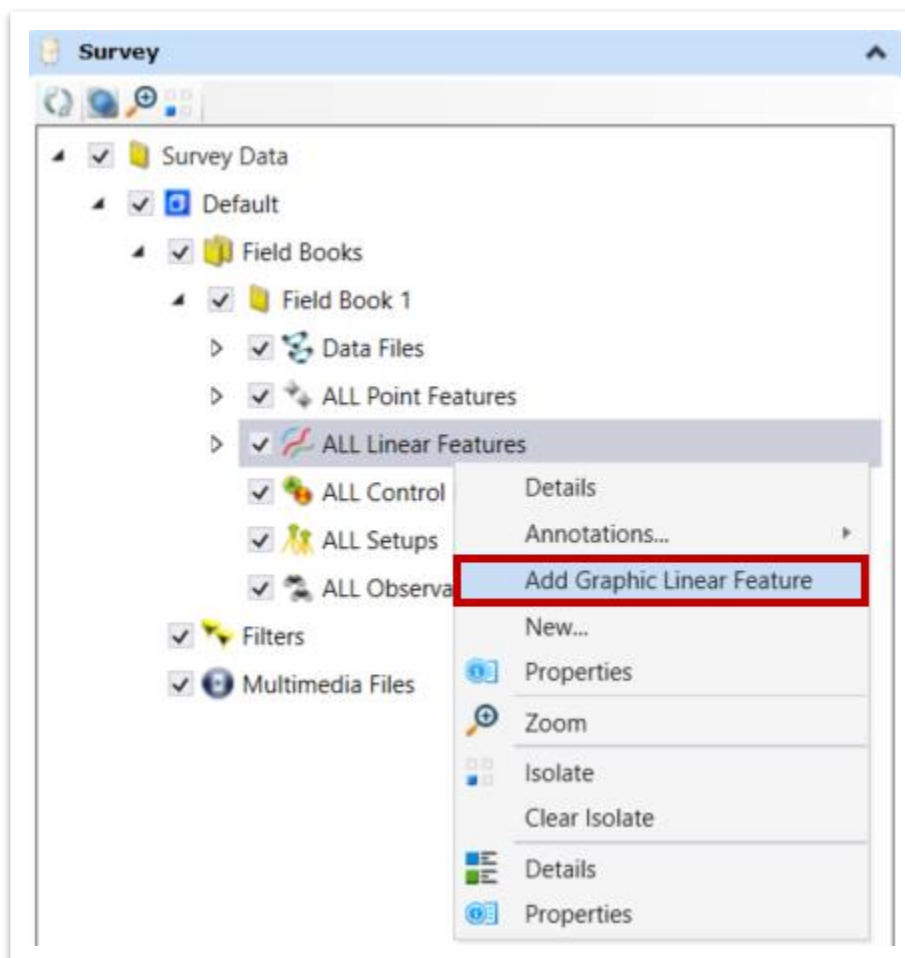 Survey
Survey Data
Default
Field Books
Field Book 1
Data Files
ALL Point Features
ALL Linear Features
ALL Control
ALL Setups
ALL Observa
Filters
Multimedia Files
Details
Annotations...
Add Graphic Linear Feature
New...
Properties
Zoom
Isolate
Clear Isolate
Details
Properties